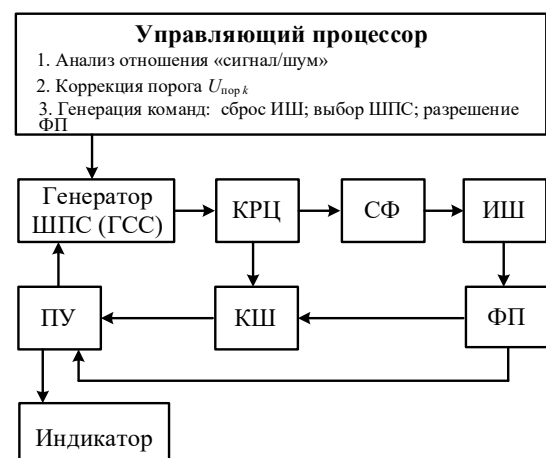 Управляющий процессор
1. Анализ отношения «сигнал/шум»
2. Коррекция порога Uпор k
3. Генерация команд: сброс ИШ; выбор ШПС; разрешение
ФП
Генератор
ШПС (ГСС)
КРЦ
СФ
ИШ
ПУ
КШ
ФП
Индикатор